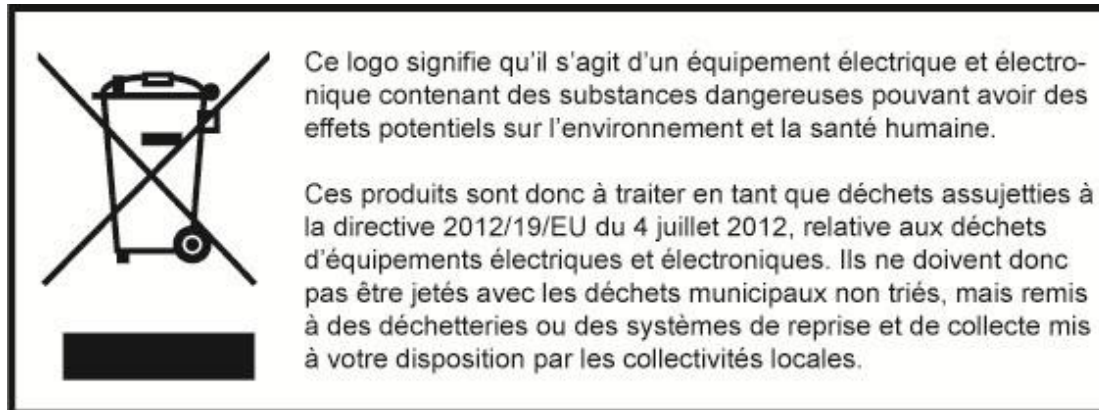 Ce logo signifie qu’il s’agit d’un équipement électrique et électro-
nique contenant des substances dangereuses pouvant avoir des
effets potentiels sur l’environnement et la santé humaine.
Ces produits sont donc à traiter en tant que déchets assujetties à
la directive 2012/19/EU du 4 juillet 2012, relative aux déchets
d’équipements électriques et électroniques. Ils ne doivent donc
pas être jetés avec les déchets municipaux non triés, mais remis
à des déchetteries ou des systèmes de reprise et de collecte mis
à votre disposition par les collectivités locales.